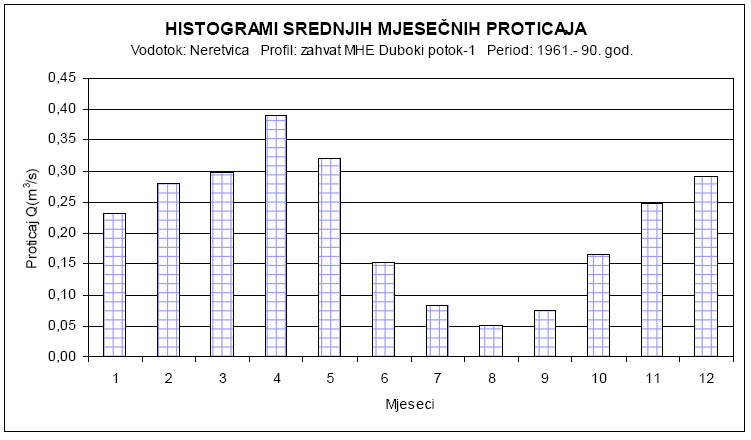 HISTOGRAMI SREDNJIH MJESEČNIH PROTICAJA
Vodotok: Neretvica   Profil: zahvat MHE Duboki potok-1   Period: 1961.- 90. god.
Proticaj Q(m³/s)
0,45
0,40
0,35
0,30
0,25
0,20
0,15
0,10
0,05
0,00
1 2 3 4 5 6 7 8 9 10 11 12
Mjeseci